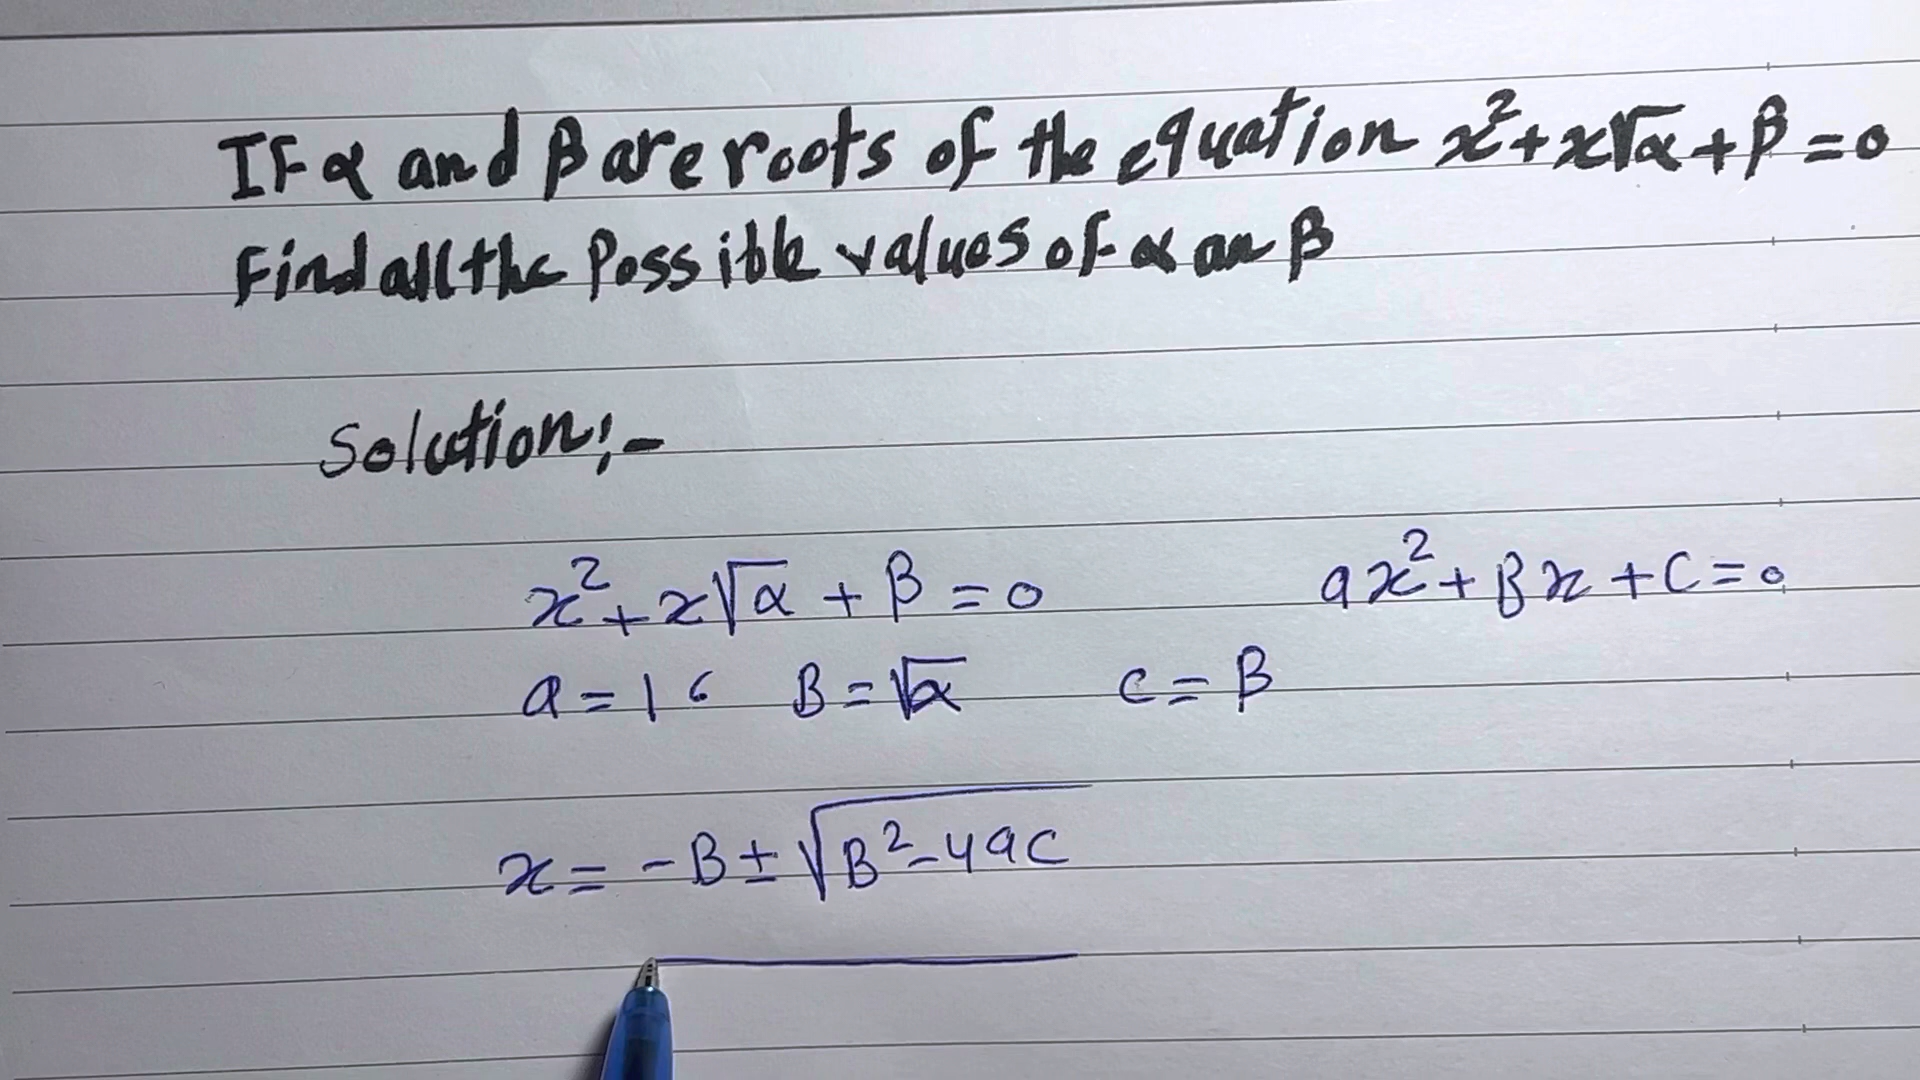 If α and β are roots of the equation x²+x√α+β=0
Find all the Possible values of α an β
Solution:-
x²+x√α+β=0 ax²+Bx+C=0
a=1, B=√α C=β
x=-B±√B²-4ac